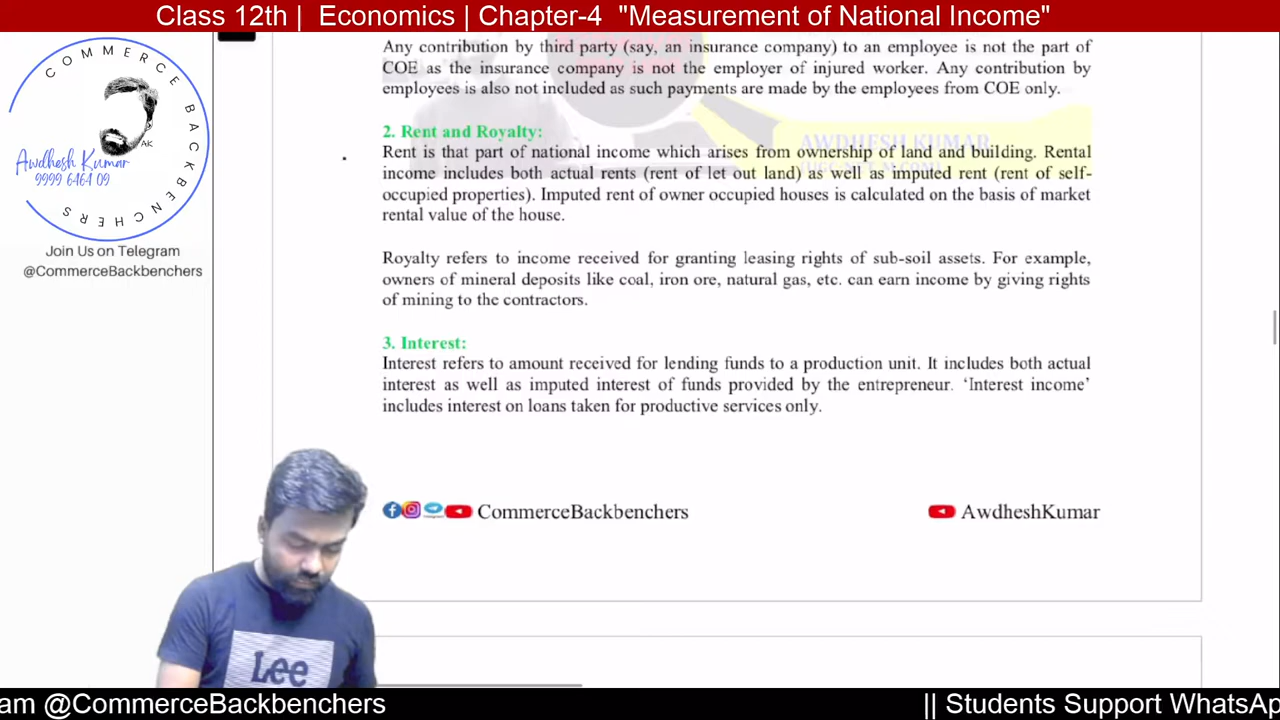 Class 12th | Economics | Chapter-4 "Measurement of National Income"
COMMERCE BACKBENCHERS
AK
Awdhesh Kumar
9999 6464 09
Join Us on Telegram
@CommerceBackbenchers
Any contribution by third party (say, an insurance company) to an employee is not the part of
COE as the insurance company is not the employer of injured worker. Any contribution by
employees is also not included as such payments are made by the employees from COE only.
AWDHESH KUMAR
2. Rent and Royalty:
Rent is that part of national income which arises from ownership of land and building. Rental
income includes both actual rents (rent of let out land) as well as imputed rent (rent of self-
occupied properties). Imputed rent of owner occupied houses is calculated on the basis of market
rental value of the house.
Royalty refers to income received for granting leasing rights of sub-soil assets. For example,
owners of mineral deposits like coal, iron ore, natural gas, etc. can earn income by giving rights
of mining to the contractors.
3. Interest:
Interest refers to amount received for lending funds to a production unit. It includes both actual
interest as well as imputed interest of funds provided by the entrepreneur. ‘Interest income’
includes interest on loans taken for productive services only.
CommerceBackbenchers
AwdheshKumar
Lee
am @CommerceBackbenchers
|| Students Support WhatsAp